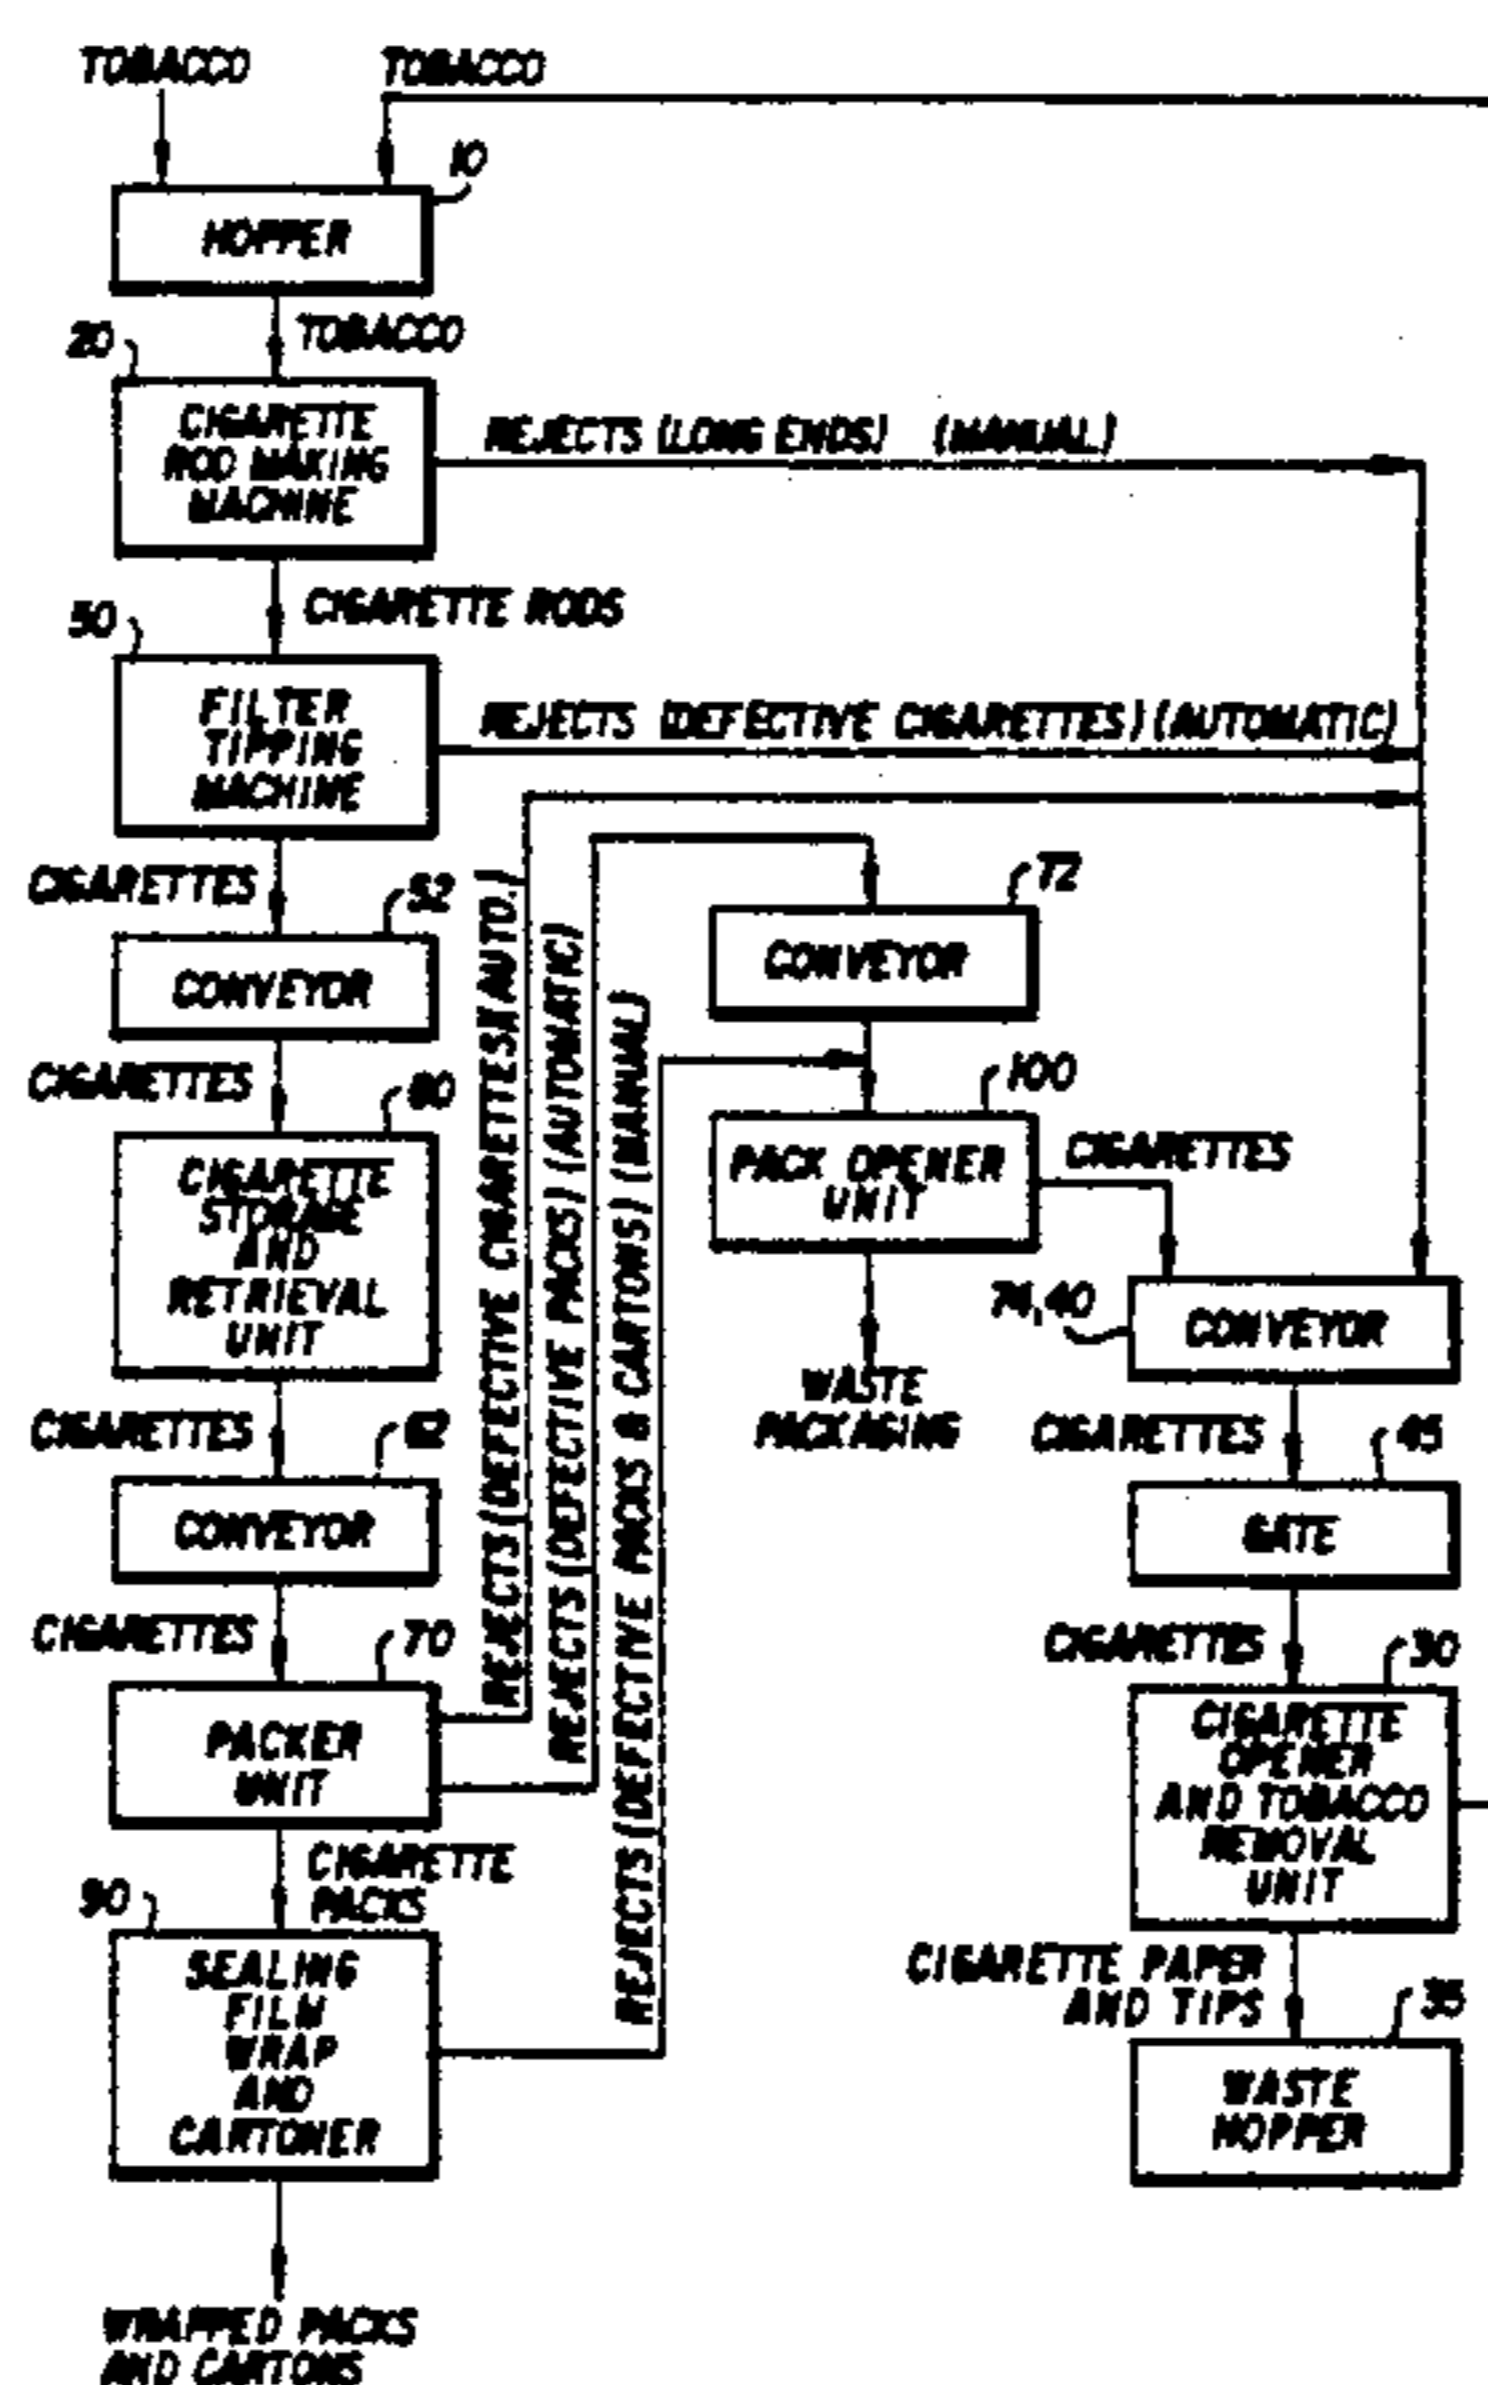 TOBACCO
TOBACCO
10
HOPPER
TOBACCO
20
CIGARETTE
ROD MAKING
MACHINE
REJECTS (LONG ENDS) (MANUAL)
CIGARETTE RODS
50
FILTER
TIPPING
MACHINE
REJECTS (DEFECTIVE CIGARETTES) (AUTOMATIC)
CIGARETTES
52
CONVEYOR
CIGARETTES
80
CIGARETTE
STORAGE
AND
RETRIEVAL
UNIT
CIGARETTES
62
CONVEYOR
CIGARETTES
70
PACKER
UNIT
REJECTS (DEFECTIVE CIGARETTES)(AUTO.)
REJECTS (DEFECTIVE PACKS) (AUTOMATIC)
REJECTS (DEFECTIVE PACKS & CARTONS) (MANUAL)
CIGARETTE
PACKS
90
SEALING
FILM
WRAP
AND
CARTONER
WRAPPED PACKS
AND CARTONS
72
CONVEYOR
100
PACK OPENER
UNIT
CIGARETTES
WASTE
PACKAGING
74,40
CONVEYOR
CIGARETTES
45
GATE
CIGARETTES
30
CIGARETTE
OPENER
AND TOBACCO
REMOVAL
UNIT
CIGARETTE PAPER
AND TIPS
35
WASTE
HOPPER